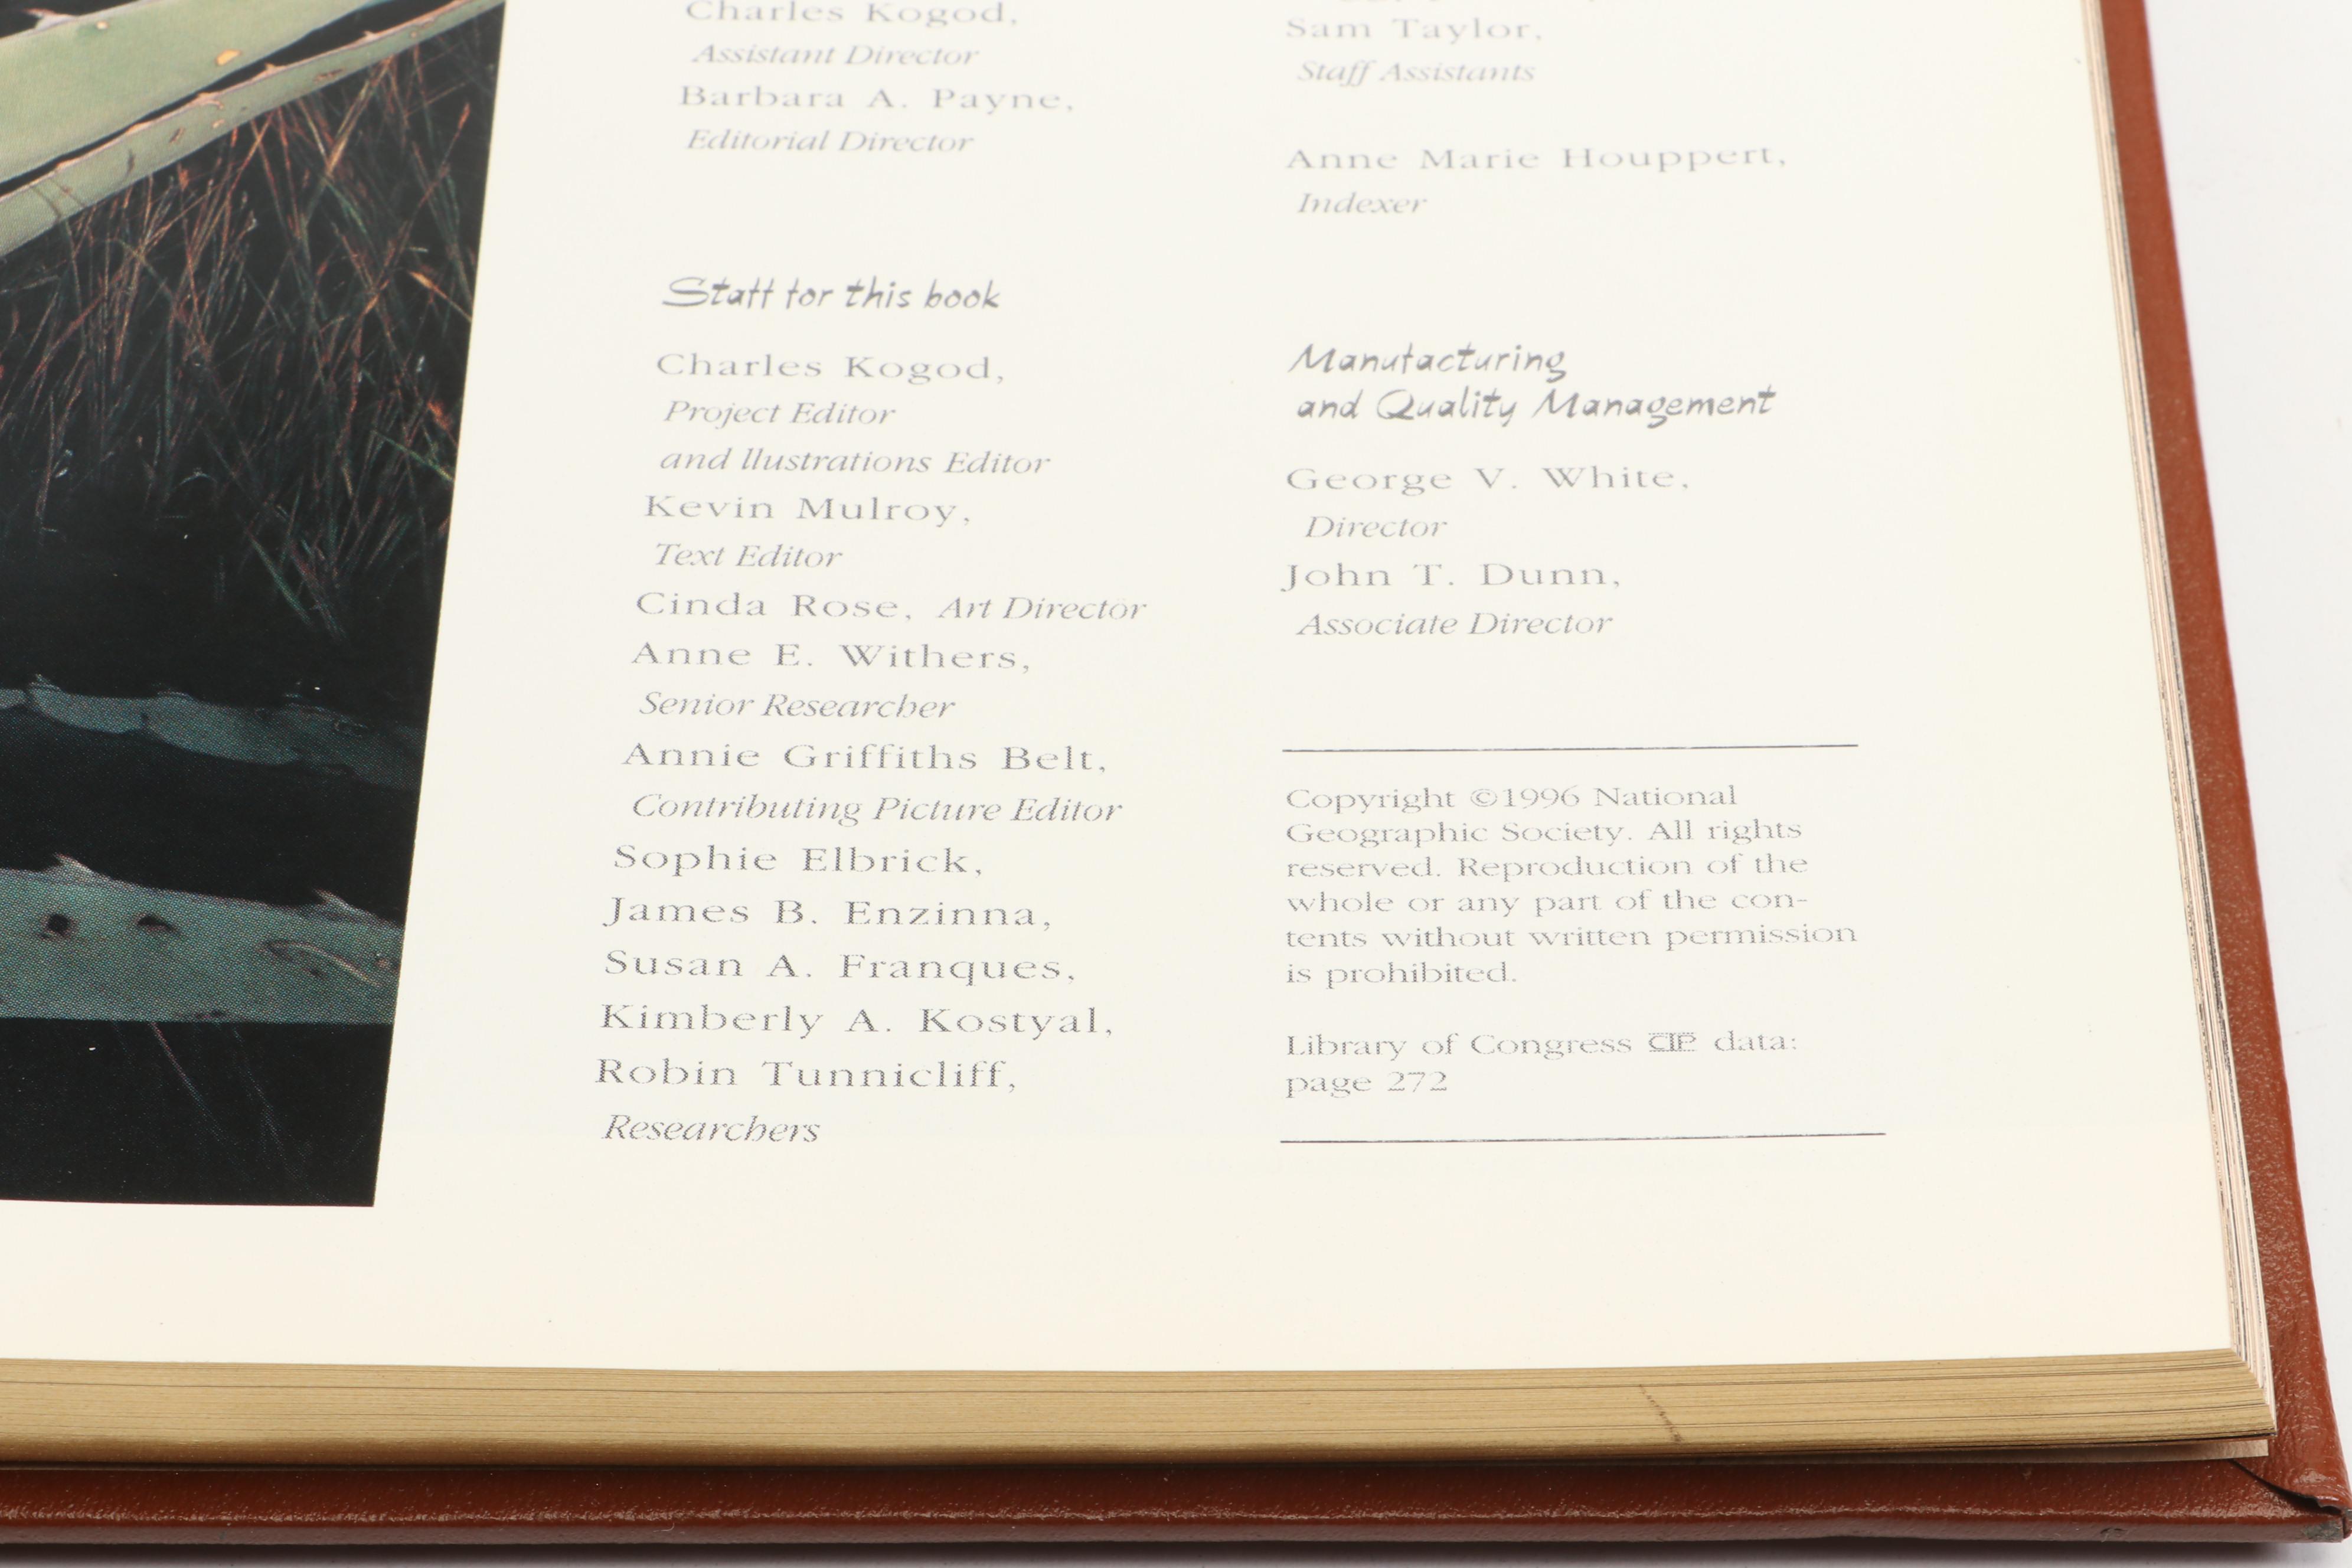 Charles Kogod,
Assistant Director
Barbara A. Payne,
Editorial Director
Staff for this book
Charles Kogod,
Project Editor
and llustrations Editor
Kevin Mulroy,
Text Editor
Cinda Rose, Art Director
Anne E. Withers,
Senior Researcher
Annie Griffiths Belt,
Contributing Picture Editor
Sophie Elbrick,
James B. Enzinna,
Susan A. Franques,
Kimberly A. Kostyal,
Robin Tunnicliff,
Researchers
Sam Taylor,
Staff Assistants
Anne Marie Houppert,
Indexer
Manufacturing
and Quality Management
George V. White,
Director
John T. Dunn,
Associate Director
Copyright ©1996 National
Geographic Society. All rights
reserved. Reproduction of the
whole or any part of the con-
tents without written permission
is prohibited.
Library of Congress CIP data:
page 272